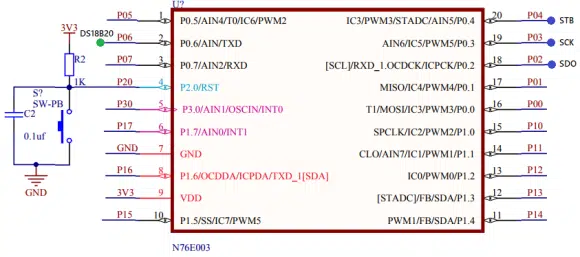 U?
P05 1 P0.5/AIN4/T0/IC6/PWM2 IC3/PWM3/STADC/AIN5/P0.4 20 P04 STB
3V3 DS18B20 P06 2 P0.6/AIN/TXD AIN6/IC5/PWM5/P0.3 19 P03 SCK
R2 P07 3 P0.7/AIN2/RXD [SCL]/RXD_1.OCDCK/ICPCK/P0.2 18 P02 SDO
1K P20 4 P2.0/RST MISO/IC4/PWM4/P0.1 17 P01
S?
SW-PB P30 5 P3.0/AIN1/OSCIN/INT0 T1/MOSI/IC3/PWM3/P0.0 16 P00
C2 P17 6 P1.7/AIN0/INT1 SPCLK/IC2/PWM2/P1.0 15 P10
0.1uf GND 7 GND CLO/AIN7/IC1/PWM1/P1.1 14 P11
P16 8 P1.6/OCDDA/ICPDA/TXD_1[SDA] IC0/PWM0/P1.2 13 P12
GND 3V3 9 VDD [STADC]/FB/SDA/P1.3 12 P13
P15 10 P1.5/SS/IC7/PWM5 PWM1/FB/SDA/P1.4 11 P14
N76E003